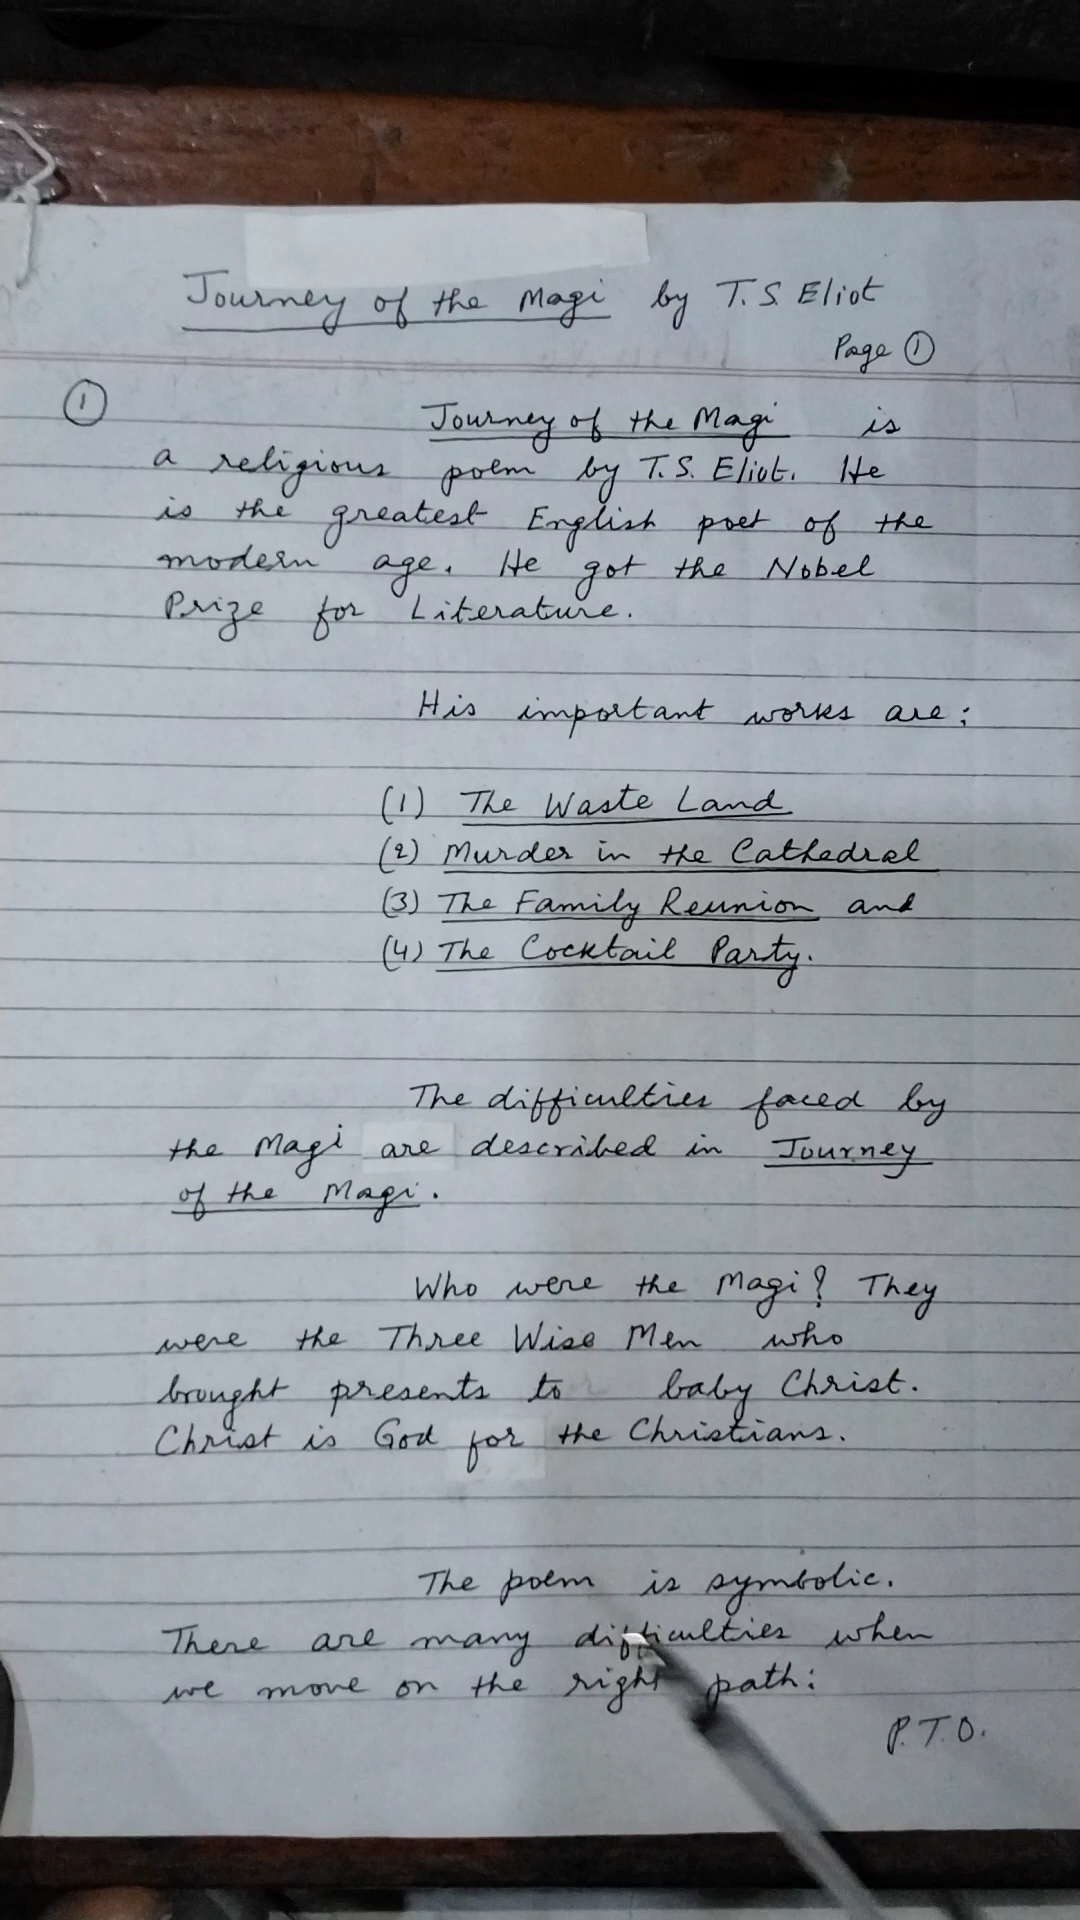 Journey of the Magi by T.S. Eliot
Page ①
① Journey of the Magi is
a religious poem by T.S. Eliot. He
is the greatest English poet of the
modern age. He got the Nobel
Prize for Literature.
His important works are:
(1) The Waste Land
(2) Murder in the Cathedral
(3) The Family Reunion and
(4) The Cocktail Party.
The difficulties faced by
the Magi are described in Journey
of the Magi.
Who were the Magi? They
were the Three Wise Men who
brought presents to baby Christ.
Christ is God for the Christians.
The poem is symbolic.
There are many difficulties when
we move on the right path:
P.T.O.